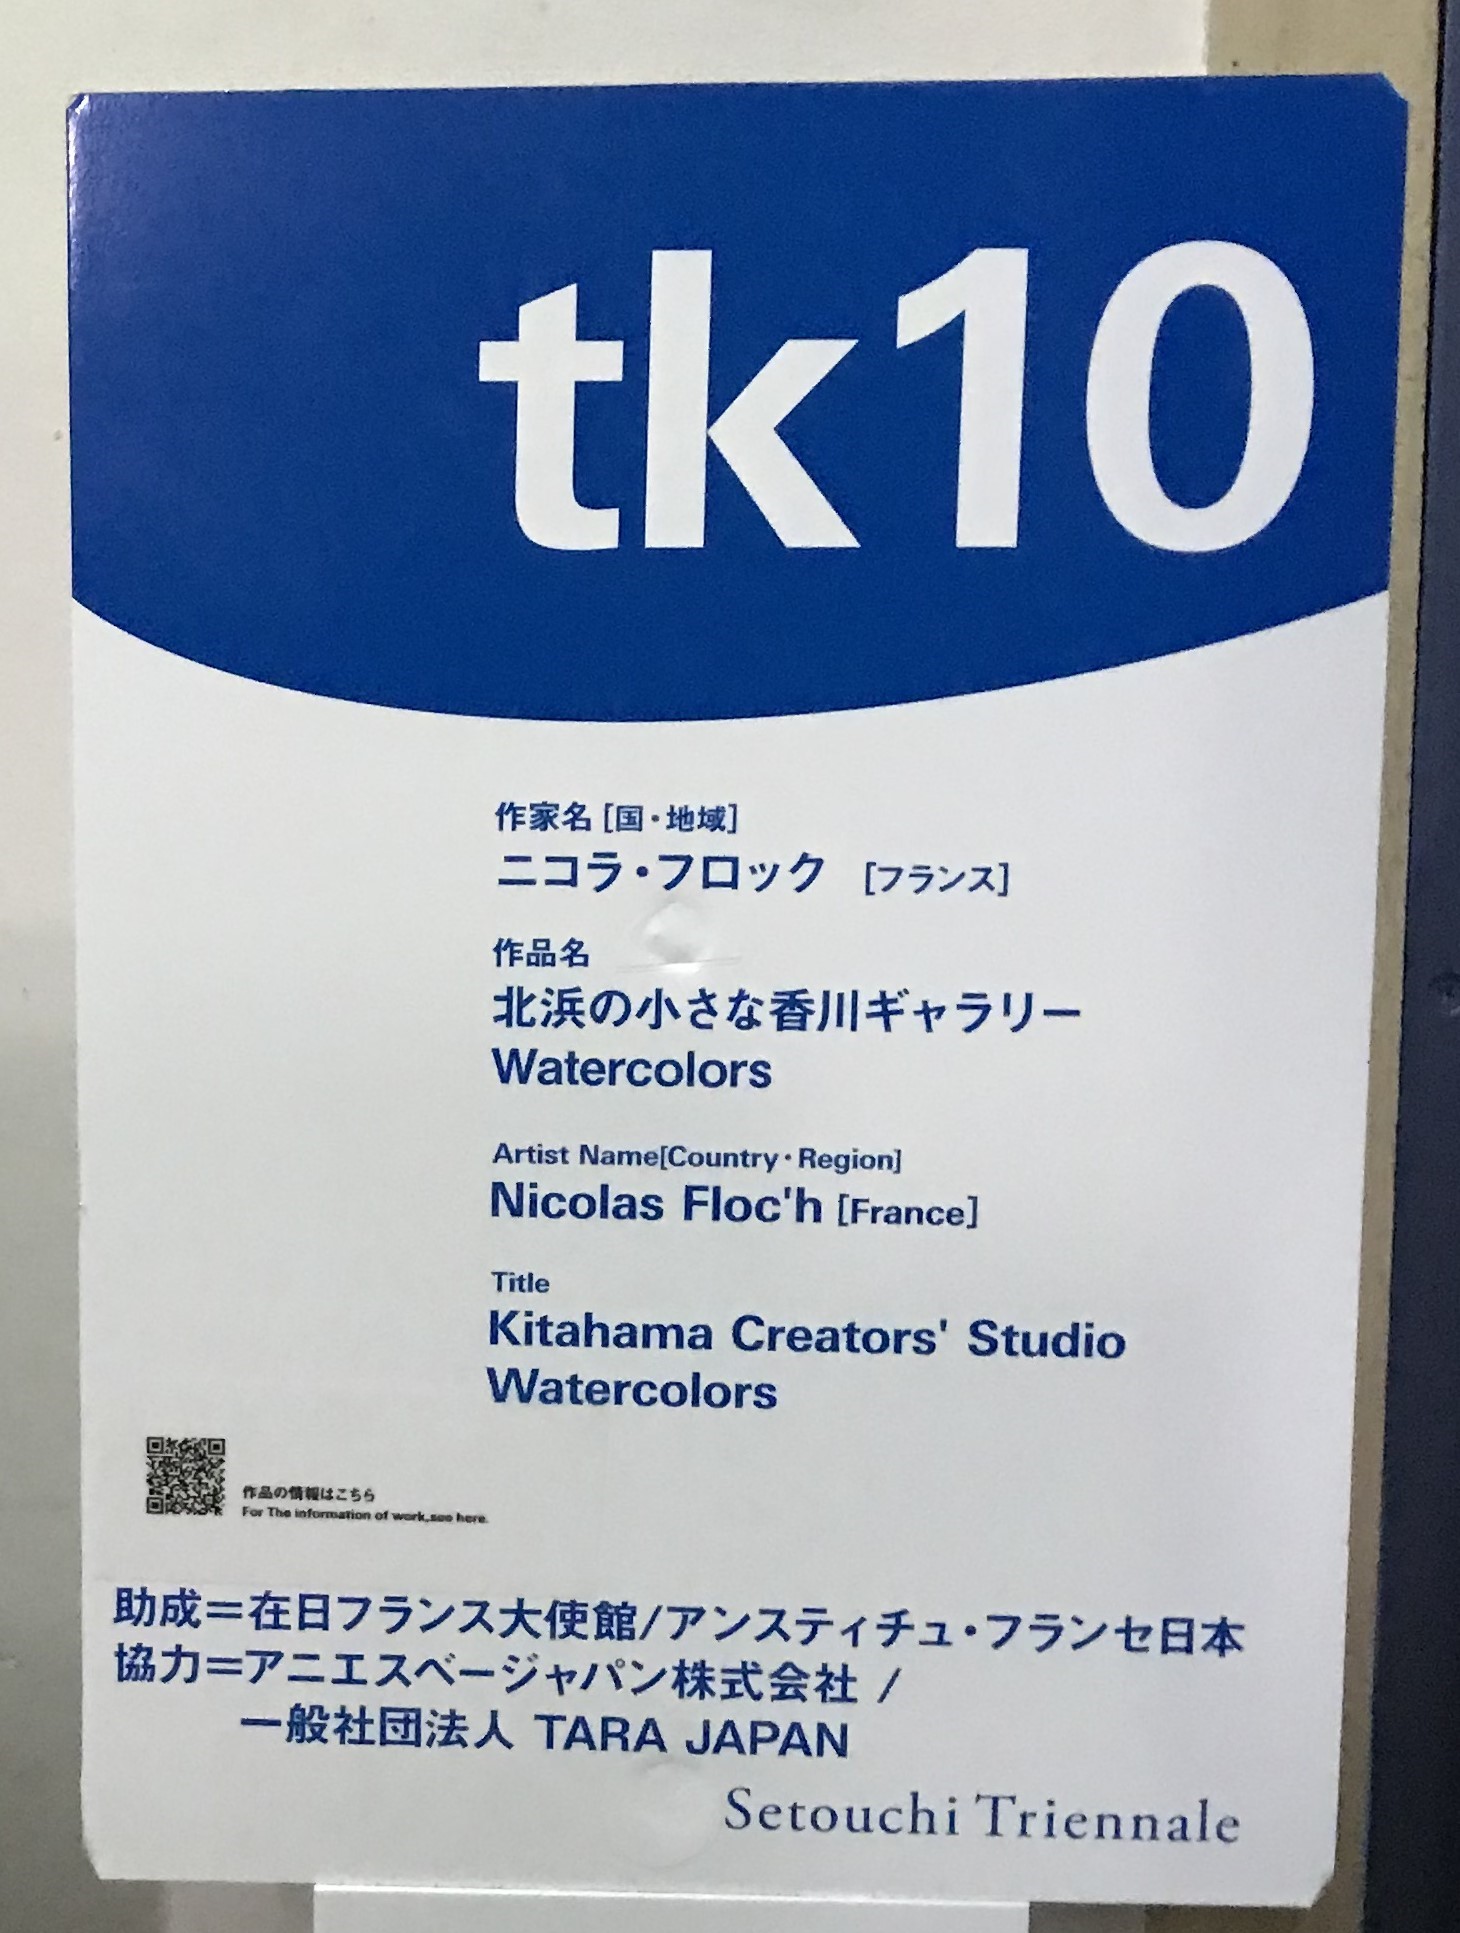 tk10
作家名［国・地域］
ニコラ・フロック ［フランス］
作品名
北浜の小さな香川ギャラリー
Watercolors
Artist Name[Country・Region]
Nicolas Floc'h [France]
Title
Kitahama Creators' Studio
Watercolors
作品の情報はこちら
For The information of work,see here.
助成＝在日フランス大使館/アンスティチュ・フランセ日本
協力＝アニエスベージャパン株式会社 /
一般社団法人 TARA JAPAN
Setouchi Triennale